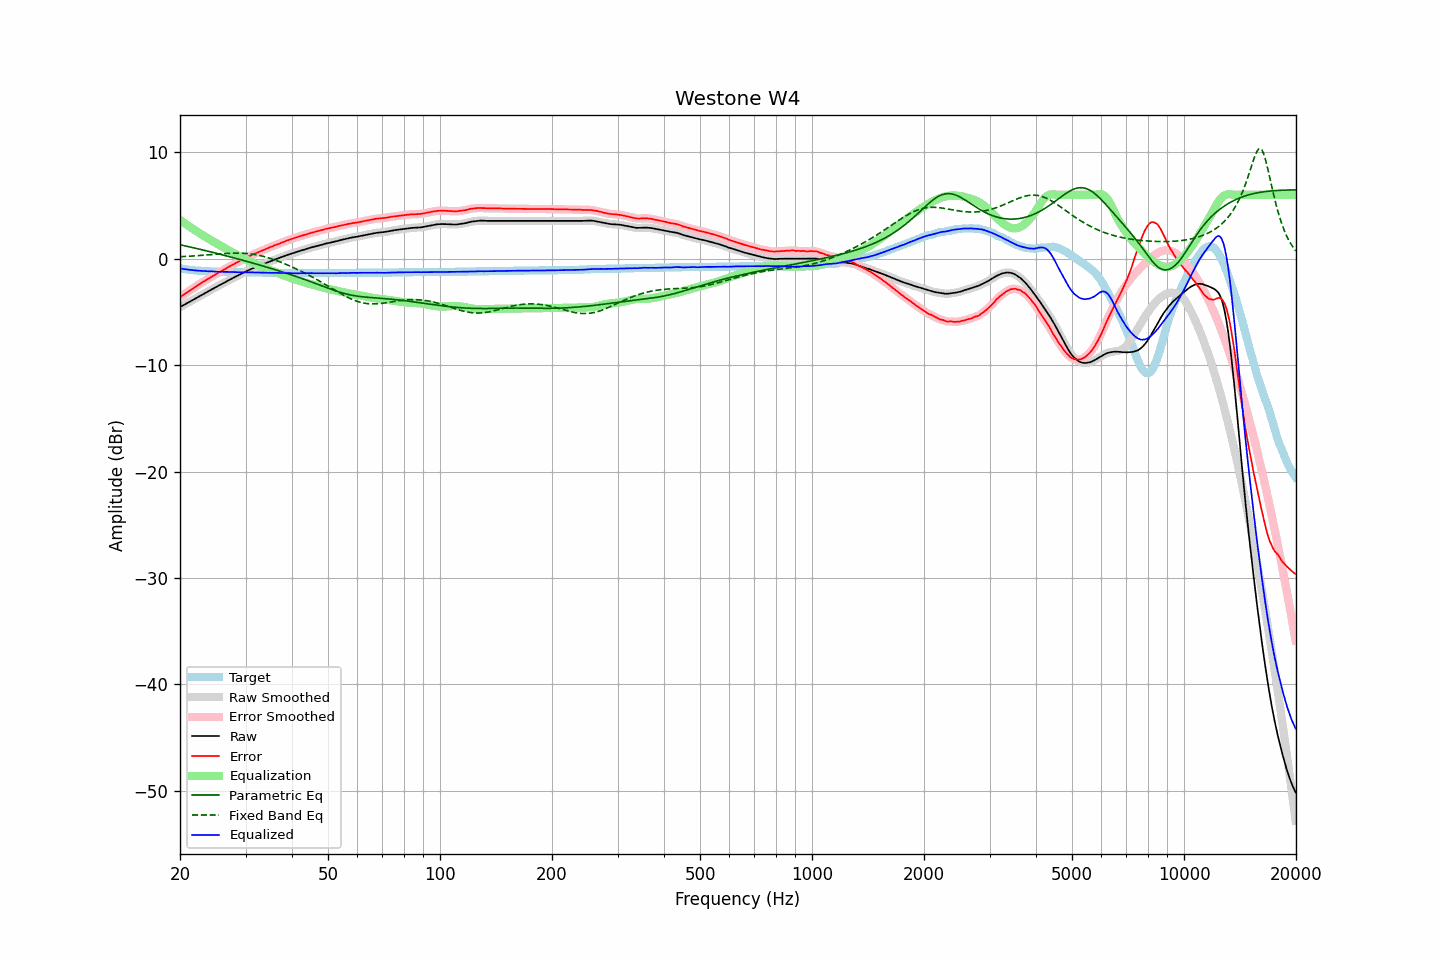 Westone W4
Amplitude (dBr)
10
0
−10
−20
−30
−40
−50
Target
Raw Smoothed
Error Smoothed
Raw
Error
Equalization
Parametric Eq
Fixed Band Eq
Equalized
20 50 100 200 500 1000 2000 5000 10000 20000
Frequency (Hz)